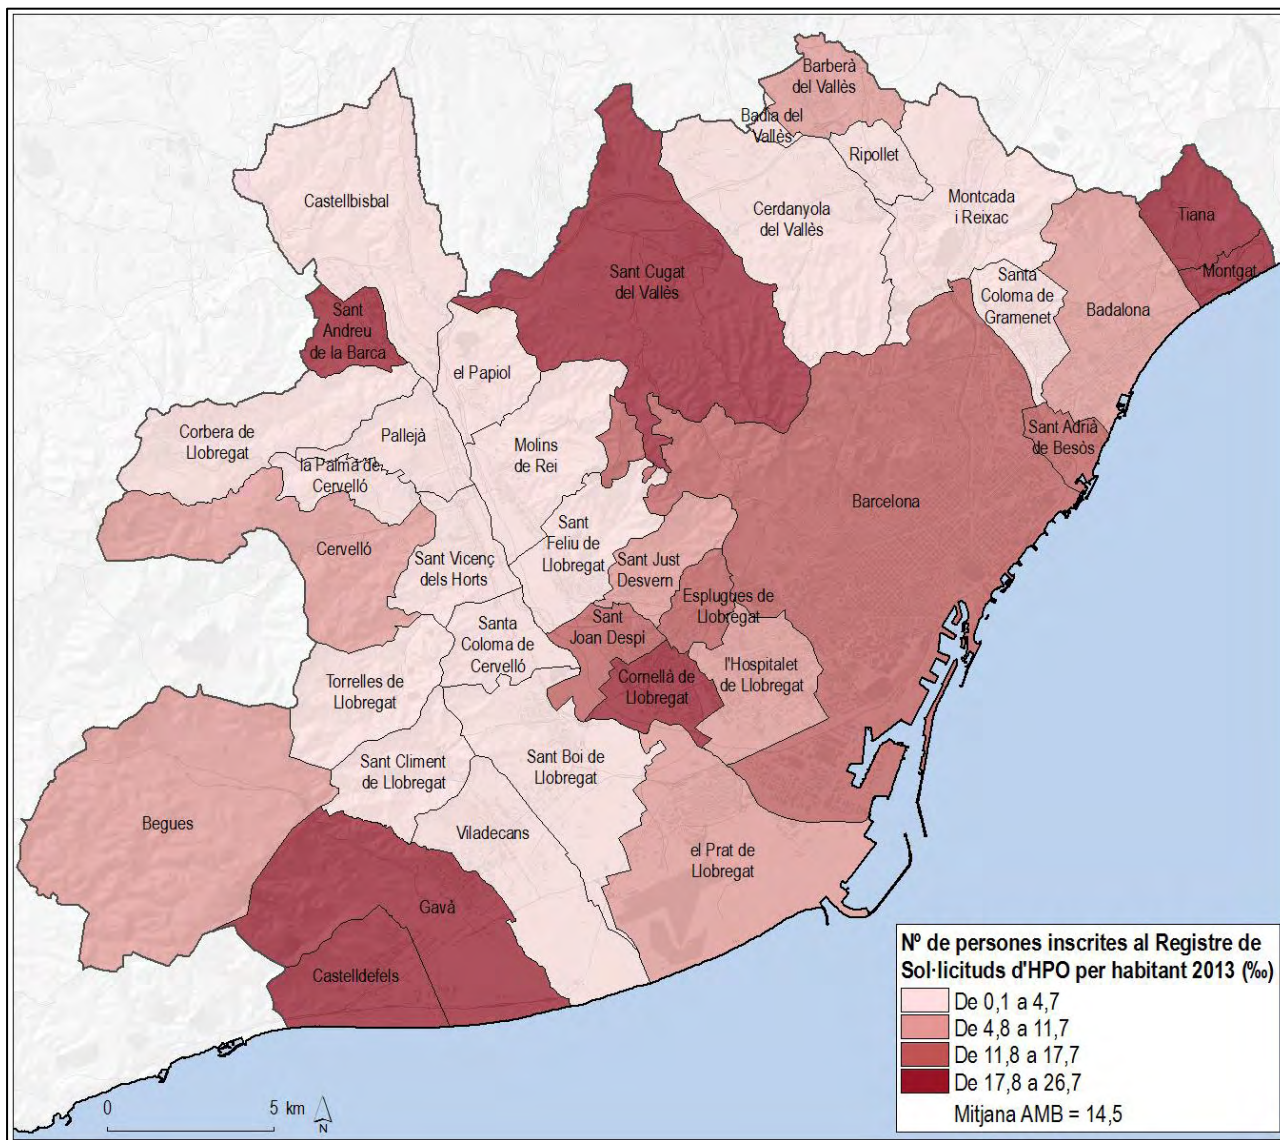 Barberà
del Vallès
Badia del
Vallès
Ripollet
Castellbisbal
Cerdanyola
del Vallès
Montcada
i Reixac
Tiana
Montgat
Sant Cugat
del Vallès
Santa
Coloma de
Gramenet
Badalona
Sant
Andreu
de la Barca
el Papiol
Corbera de
Llobregat
Pallejà
Molins
de Rei
Sant Adrià
de Besòs
la Palma de
Cervelló
Barcelona
Cervelló
Sant Vicenç
dels Horts
Sant
Feliu de
Llobregat
Sant Just
Desvern
Esplugues de
Llobregat
Sant
Joan Despí
Santa
Coloma de
Cervelló
Torrelles de
Llobregat
Cornellà de
Llobregat
l'Hospitalet
de Llobregat
Sant Climent
de Llobregat
Sant Boi de
Llobregat
Begues
Viladecans
el Prat de
Llobregat
Gavà
Castelldefels
Nº de persones inscrites al Registre de
Sol·licituds d'HPO per habitant 2013 (‰)
De 0,1 a 4,7
De 4,8 a 11,7
De 11,8 a 17,7
De 17,8 a 26,7
Mitjana AMB = 14,5
0 5 km
N